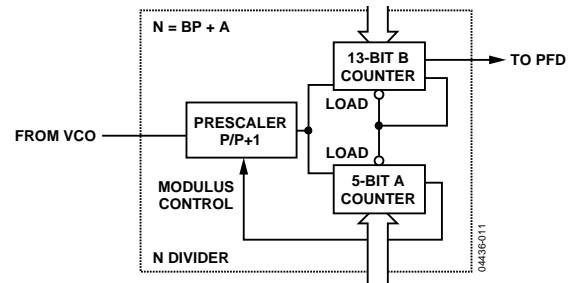 N = BP + A
13-BIT B
COUNTER
TO PFD
LOAD
PRESCALER
P/P+1
FROM VCO
LOAD
MODULUS
CONTROL
5-BIT A
COUNTER
N DIVIDER
04436-011